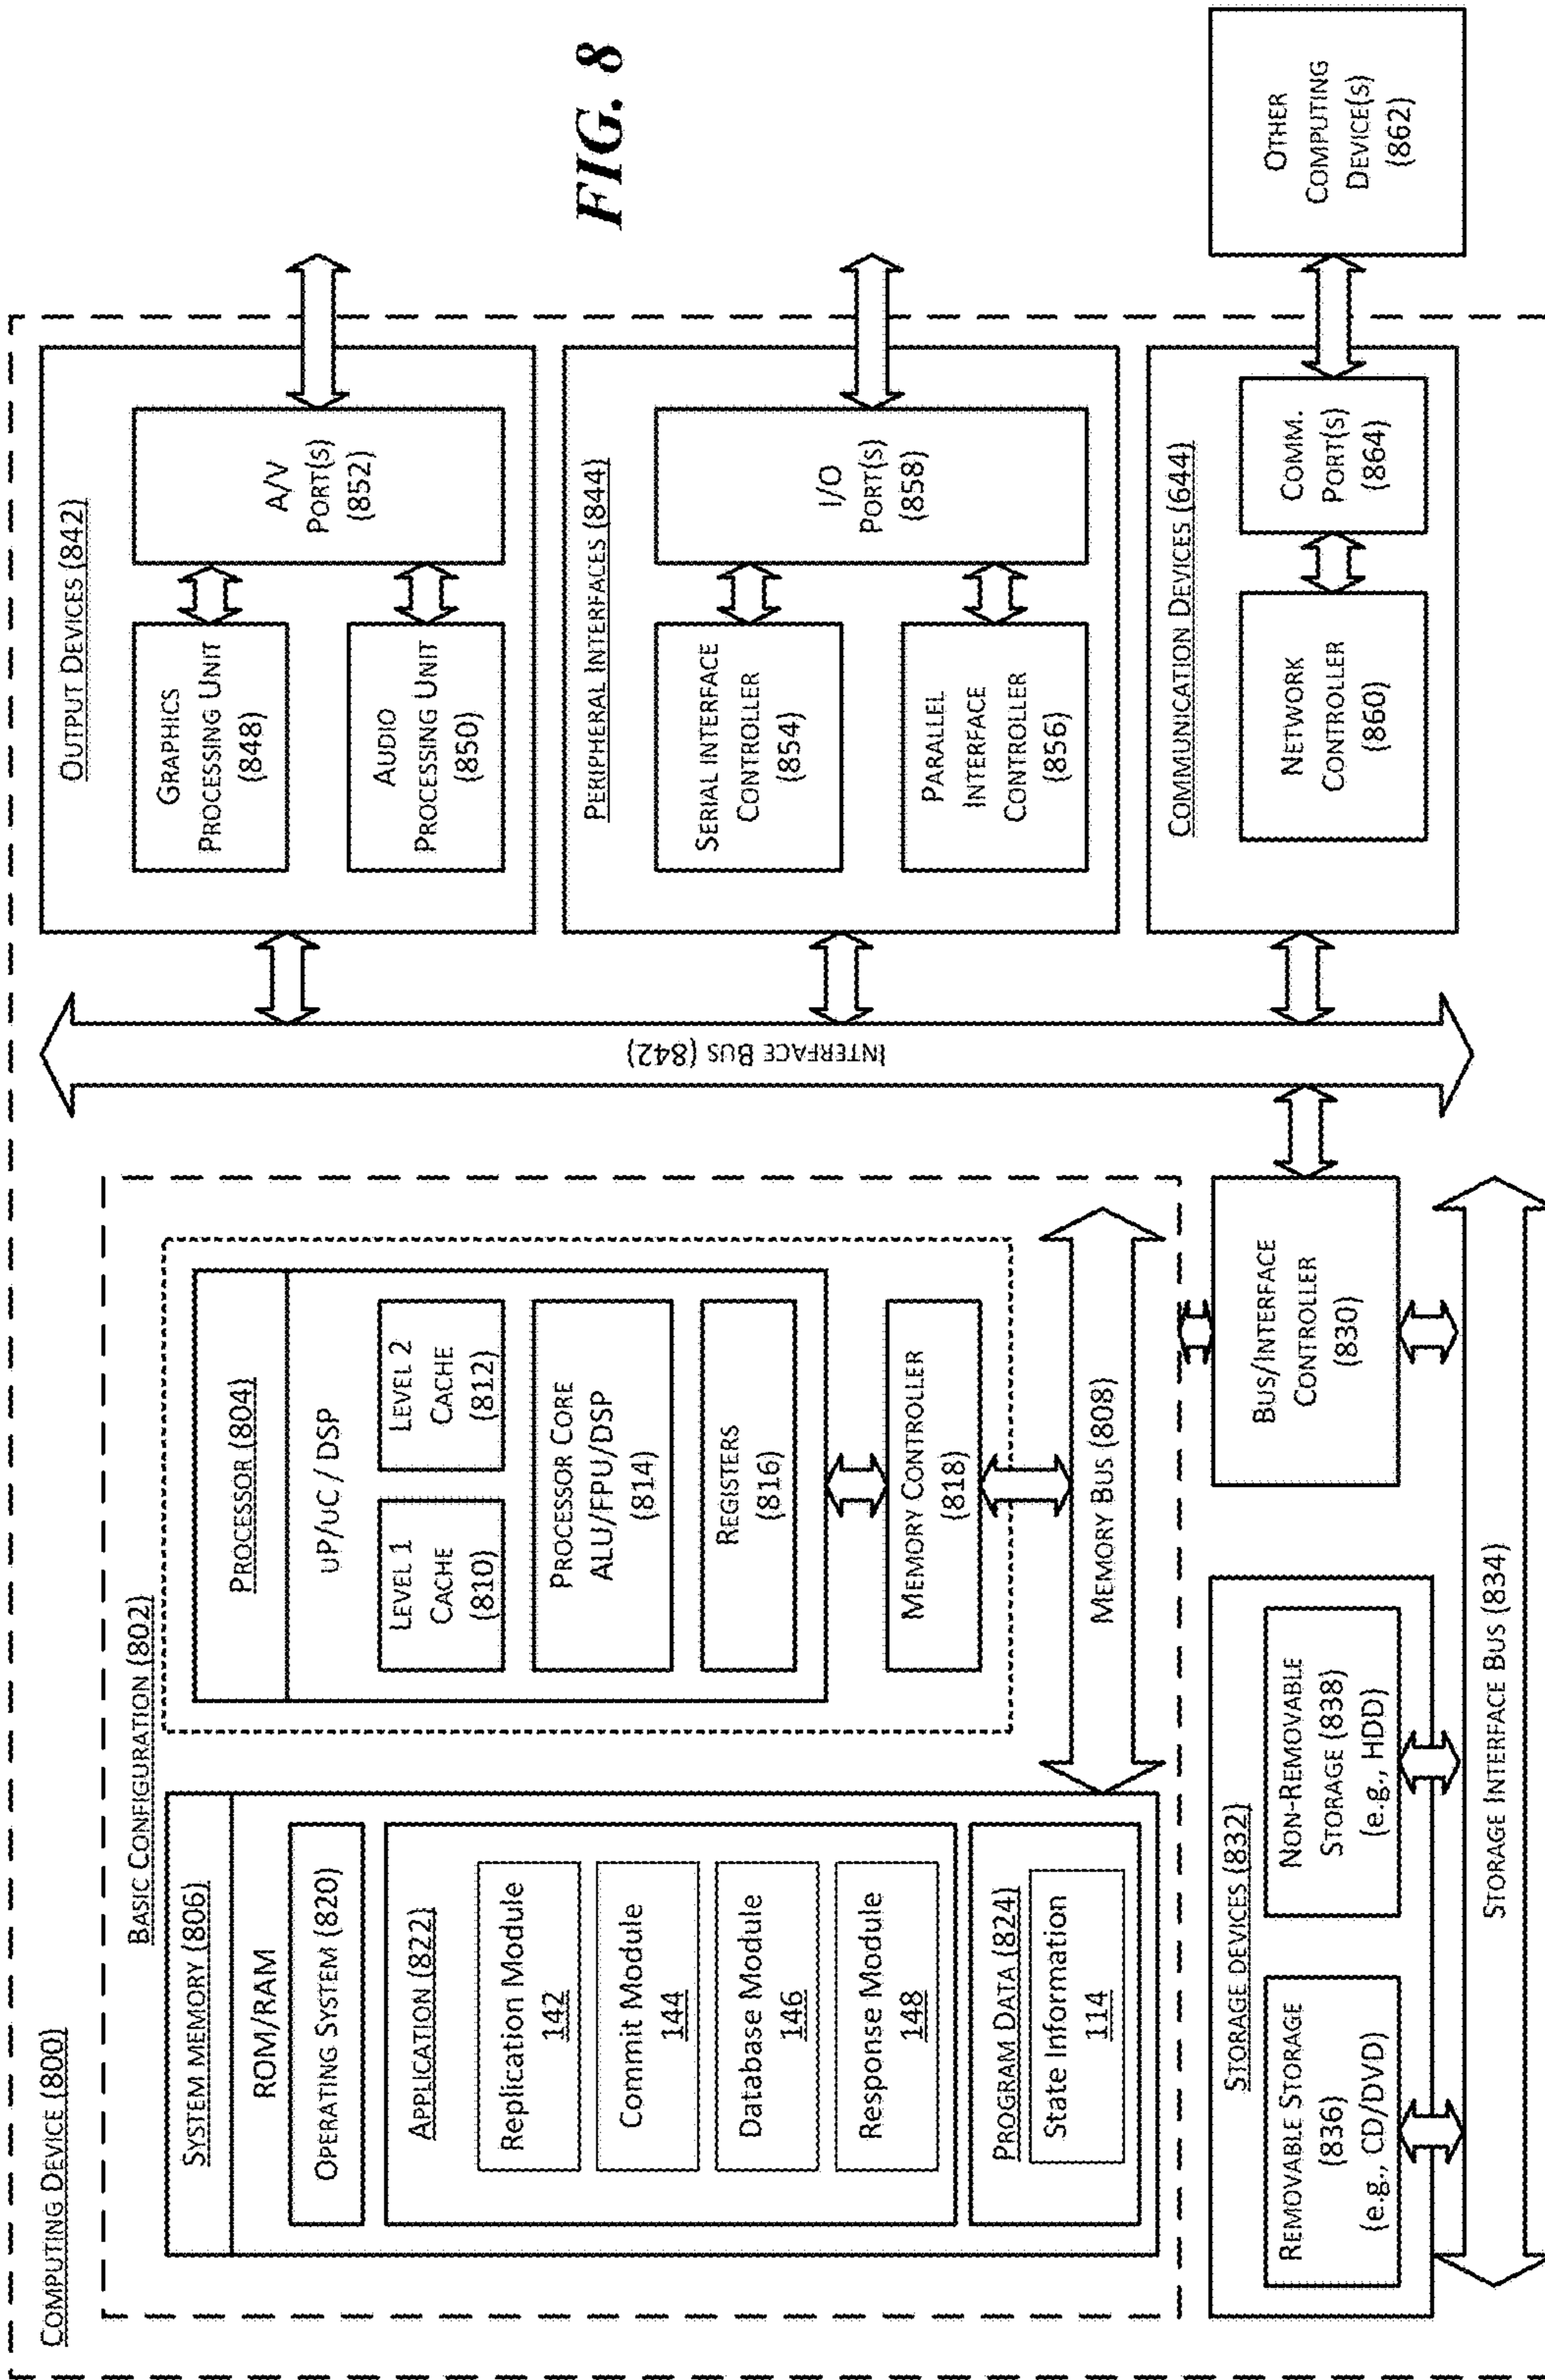 COMPUTING DEVICE (800)
BASIC CONFIGURATION (802)
SYSTEM MEMORY (806)
ROM/RAM
OPERATING SYSTEM (820)
APPLICATION (822)
Replication Module
142
Commit Module
144
Database Module
146
Response Module
148
PROGRAM DATA (824)
State Information
114
PROCESSOR (804)
uP/uC / DSP
LEVEL 1
CACHE
(810)
LEVEL 2
CACHE
(812)
PROCESSOR CORE
ALU/FPU/DSP
(814)
REGISTERS
(816)
MEMORY CONTROLLER
(818)
MEMORY BUS (808)
BUS/INTERFACE
CONTROLLER
(830)
STORAGE DEVICES (832)
REMOVABLE STORAGE
(836)
(e.g., CD/DVD)
NON-REMOVABLE
STORAGE (838)
(e.g., HDD)
STORAGE INTERFACE BUS (834)
INTERFACE BUS (842)
OUTPUT DEVICES (842)
GRAPHICS
PROCESSING UNIT
(848)
AUDIO
PROCESSING UNIT
(850)
A/V
PORT(S)
(852)
PERIPHERAL INTERFACES (844)
SERIAL INTERFACE
CONTROLLER
(854)
PARALLEL
INTERFACE
CONTROLLER
(856)
I/O
PORT(S)
(858)
COMMUNICATION DEVICES (644)
NETWORK
CONTROLLER
(860)
COMM.
PORT(S)
(864)
OTHER
COMPUTING
DEVICE(S)
(862)
FIG. 8